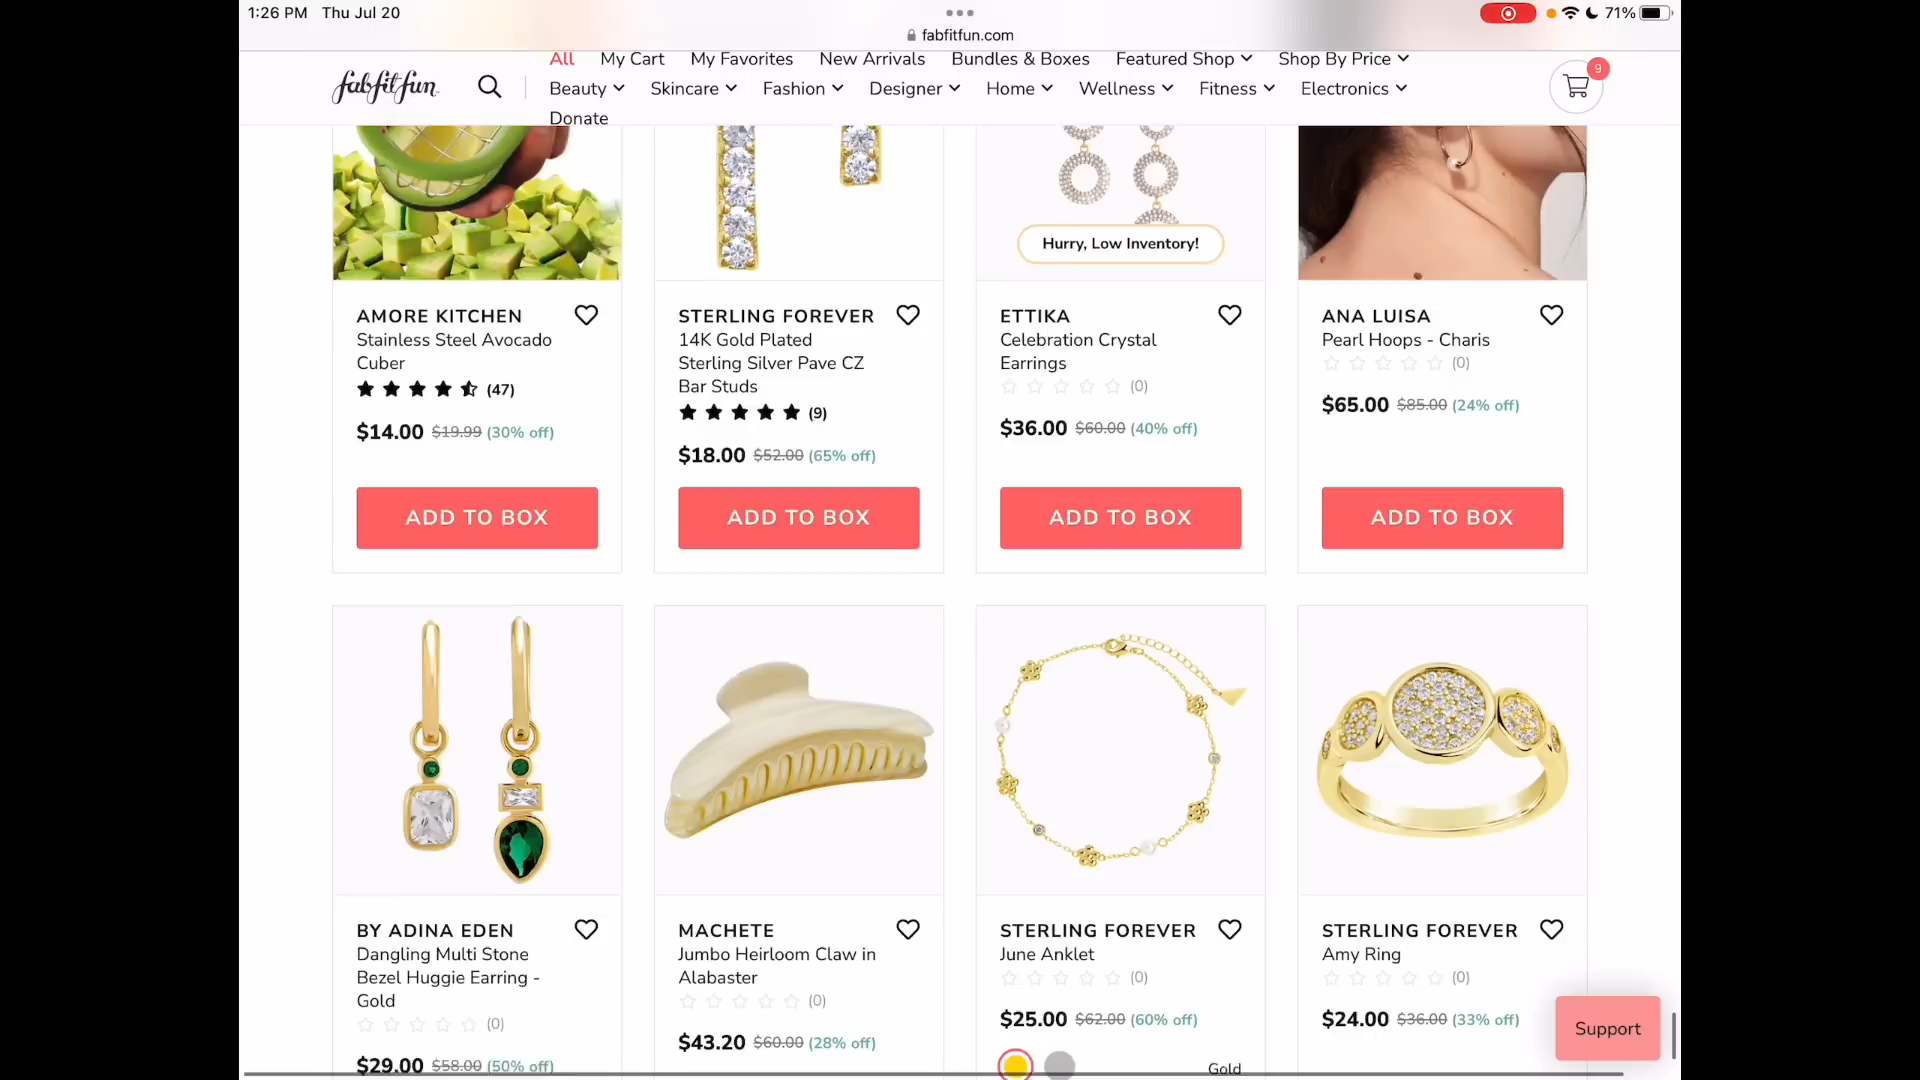 1:26 PM Thu Jul 20
71%
fabfitfun.com
fabfitfun
All My Cart My Favorites New Arrivals Bundles & Boxes Featured Shop Shop By Price
Beauty Skincare Fashion Designer Home Wellness Fitness Electronics
Donate
9
Hurry, Low Inventory!
AMORE KITCHEN
Stainless Steel Avocado
Cuber
(47)
$14.00 $19.99 (30% off)
ADD TO BOX
STERLING FOREVER
14K Gold Plated
Sterling Silver Pave CZ
Bar Studs
(9)
$18.00 $52.00 (65% off)
ADD TO BOX
ETTIKA
Celebration Crystal
Earrings
(0)
$36.00 $60.00 (40% off)
ADD TO BOX
ANA LUISA
Pearl Hoops - Charis
(0)
$65.00 $85.00 (24% off)
ADD TO BOX
BY ADINA EDEN
Dangling Multi Stone
Bezel Huggie Earring -
Gold
(0)
$29.00 $58.00 (50% off)
MACHETE
Jumbo Heirloom Claw in
Alabaster
(0)
$43.20 $60.00 (28% off)
STERLING FOREVER
June Anklet
(0)
$25.00 $62.00 (60% off)
Gold
STERLING FOREVER
Amy Ring
(0)
$24.00 $36.00 (33% off)
Support